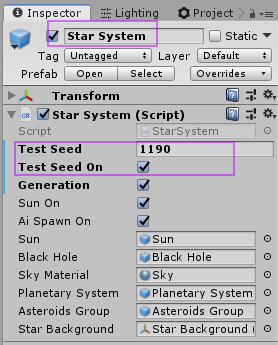 Inspector Lighting Project
Star System Static
Tag Untagged Layer Default
Prefab Open Select Overrides
Transform
Star System (Script)
Script StarSystem
Test Seed 1190
Test Seed On
Generation
Sun On
Ai Spawn On
Sun Sun
Black Hole Black Hole
Sky Material Sky
Planetary System Planetary System
Asteroids Group Asteroids Group
Star Background Star Background (